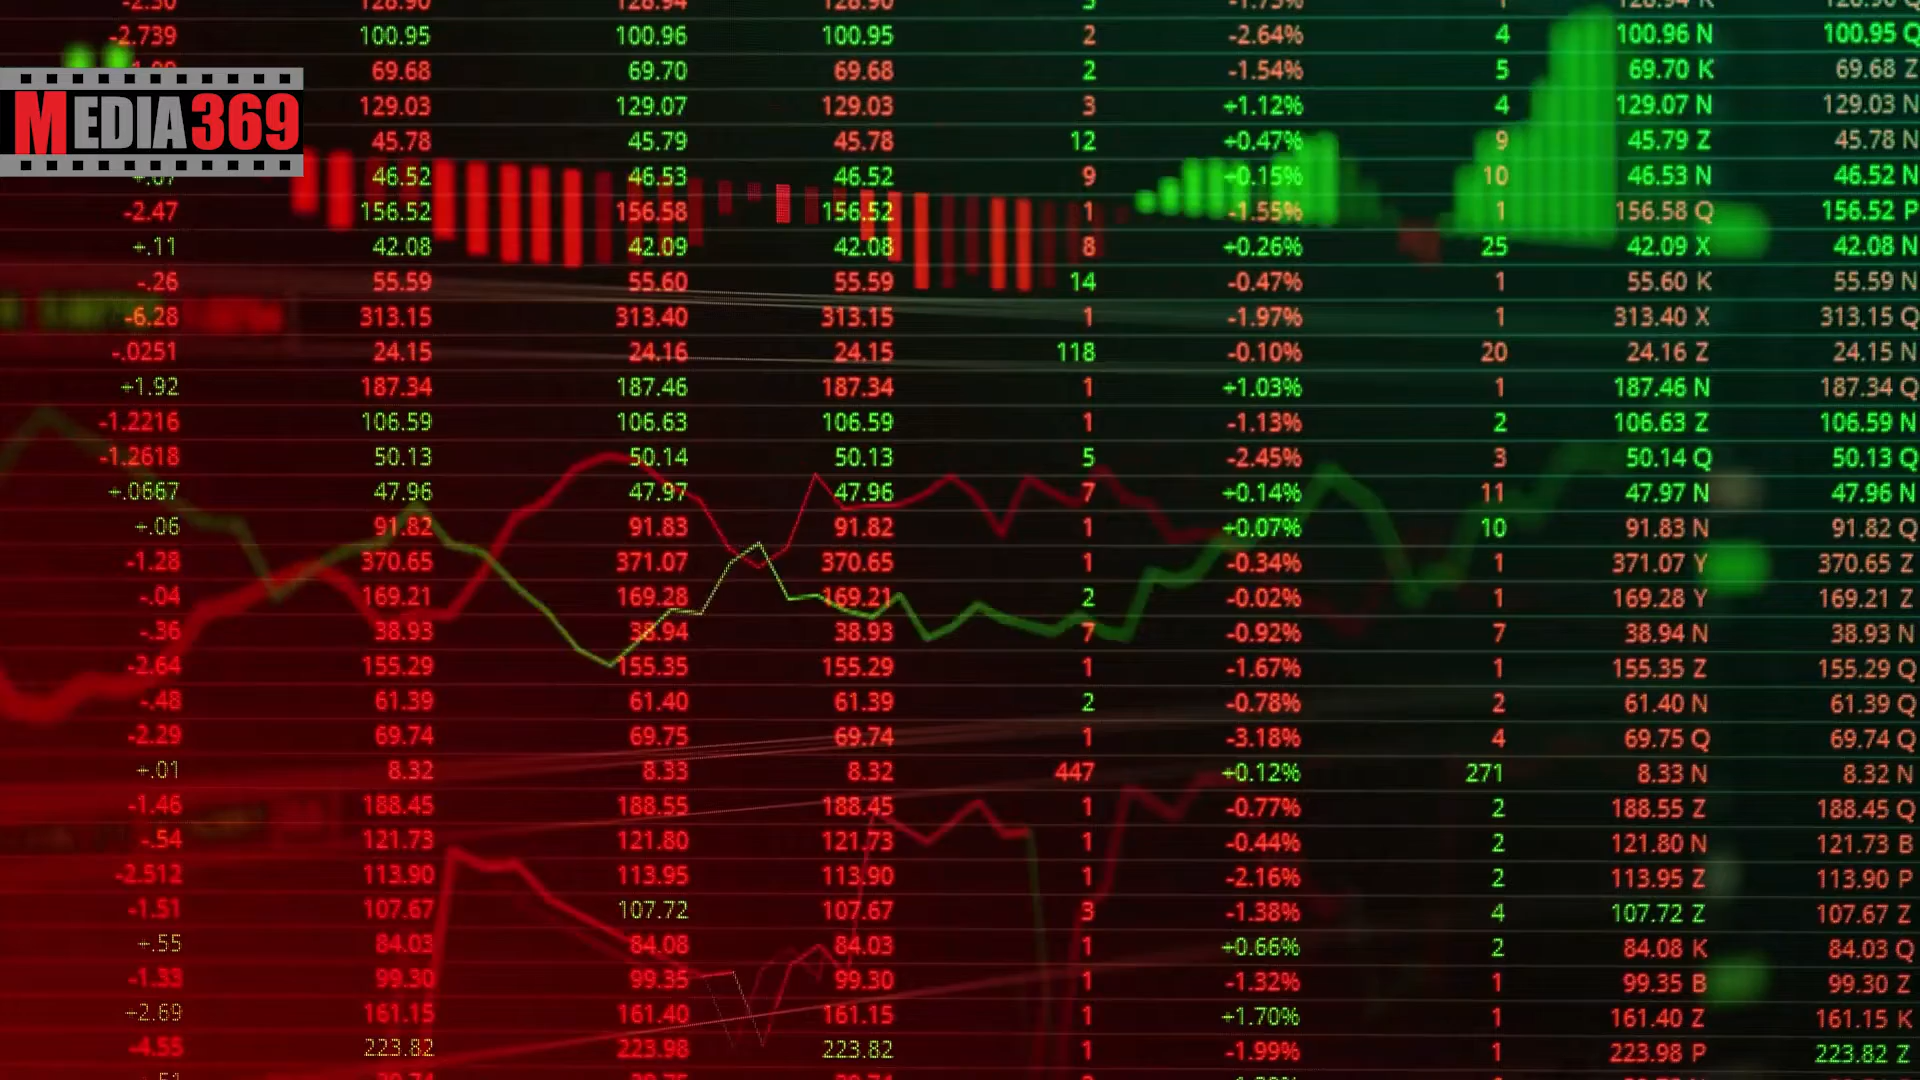 -2.30 128.90 128.94 128.90 3 -1.75% 1 128.94 K 128.90 Q
-2.739 100.95 100.96 100.95 2 -2.64% 4 100.96 N 100.95 Q
69.68 69.70 69.68 2 -1.54% 5 69.70 K 69.68 Z
MEDIA369
129.03 129.07 129.03 3 +1.12% 4 129.07 N 129.03 N
45.78 45.79 45.78 12 +0.47% 9 45.79 Z 45.78 N
+.07 46.52 46.53 46.52 9 +0.15% 10 46.53 N 46.52 N
-2.47 156.52 156.58 156.52 1 -1.55% 1 156.58 Q 156.52 P
+.11 42.08 42.09 42.08 8 +0.26% 25 42.09 X 42.08 N
-.26 55.59 55.60 55.59 14 -0.47% 1 55.60 K 55.59 N
-6.28 313.15 313.40 313.15 1 -1.97% 1 313.40 X 313.15 Q
-.0251 24.15 24.16 24.15 118 -0.10% 20 24.16 Z 24.15 N
+1.92 187.34 187.46 187.34 1 +1.03% 1 187.46 N 187.34 Q
-1.2216 106.59 106.63 106.59 1 -1.13% 2 106.63 Z 106.59 N
-1.2618 50.13 50.14 50.13 5 -2.45% 3 50.14 Q 50.13 Q
+.0667 47.96 47.97 47.96 7 +0.14% 11 47.97 N 47.96 N
+.06 91.82 91.83 91.82 1 +0.07% 10 91.83 N 91.82 Q
-1.28 370.65 371.07 370.65 1 -0.34% 1 371.07 Y 370.65 Z
-.04 169.21 169.28 169.21 2 -0.02% 1 169.28 Y 169.21 Z
-.36 38.93 38.94 38.93 7 -0.92% 7 38.94 N 38.93 N
-2.64 155.29 155.35 155.29 1 -1.67% 1 155.35 Z 155.29 Q
-.48 61.39 61.40 61.39 2 -0.78% 2 61.40 N 61.39 Q
-2.29 69.74 69.75 69.74 1 -3.18% 4 69.75 Q 69.74 Q
+.01 8.32 8.33 8.32 447 +0.12% 271 8.33 N 8.32 N
-1.46 188.45 188.55 188.45 1 -0.77% 2 188.55 Z 188.45 Q
-.54 121.73 121.80 121.73 1 -0.44% 2 121.80 N 121.73 B
-2.512 113.90 113.95 113.90 1 -2.16% 2 113.95 Z 113.90 P
-1.51 107.67 107.72 107.67 3 -1.38% 4 107.72 Z 107.67 Z
+.55 84.03 84.08 84.03 1 +0.66% 2 84.08 K 84.03 Q
-1.33 99.30 99.35 99.30 1 -1.32% 1 99.35 B 99.30 Z
+2.69 161.15 161.40 161.15 1 +1.70% 1 161.40 Z 161.15 K
-4.55 223.82 223.98 223.82 1 -1.99% 1 223.98 P 223.82 Z